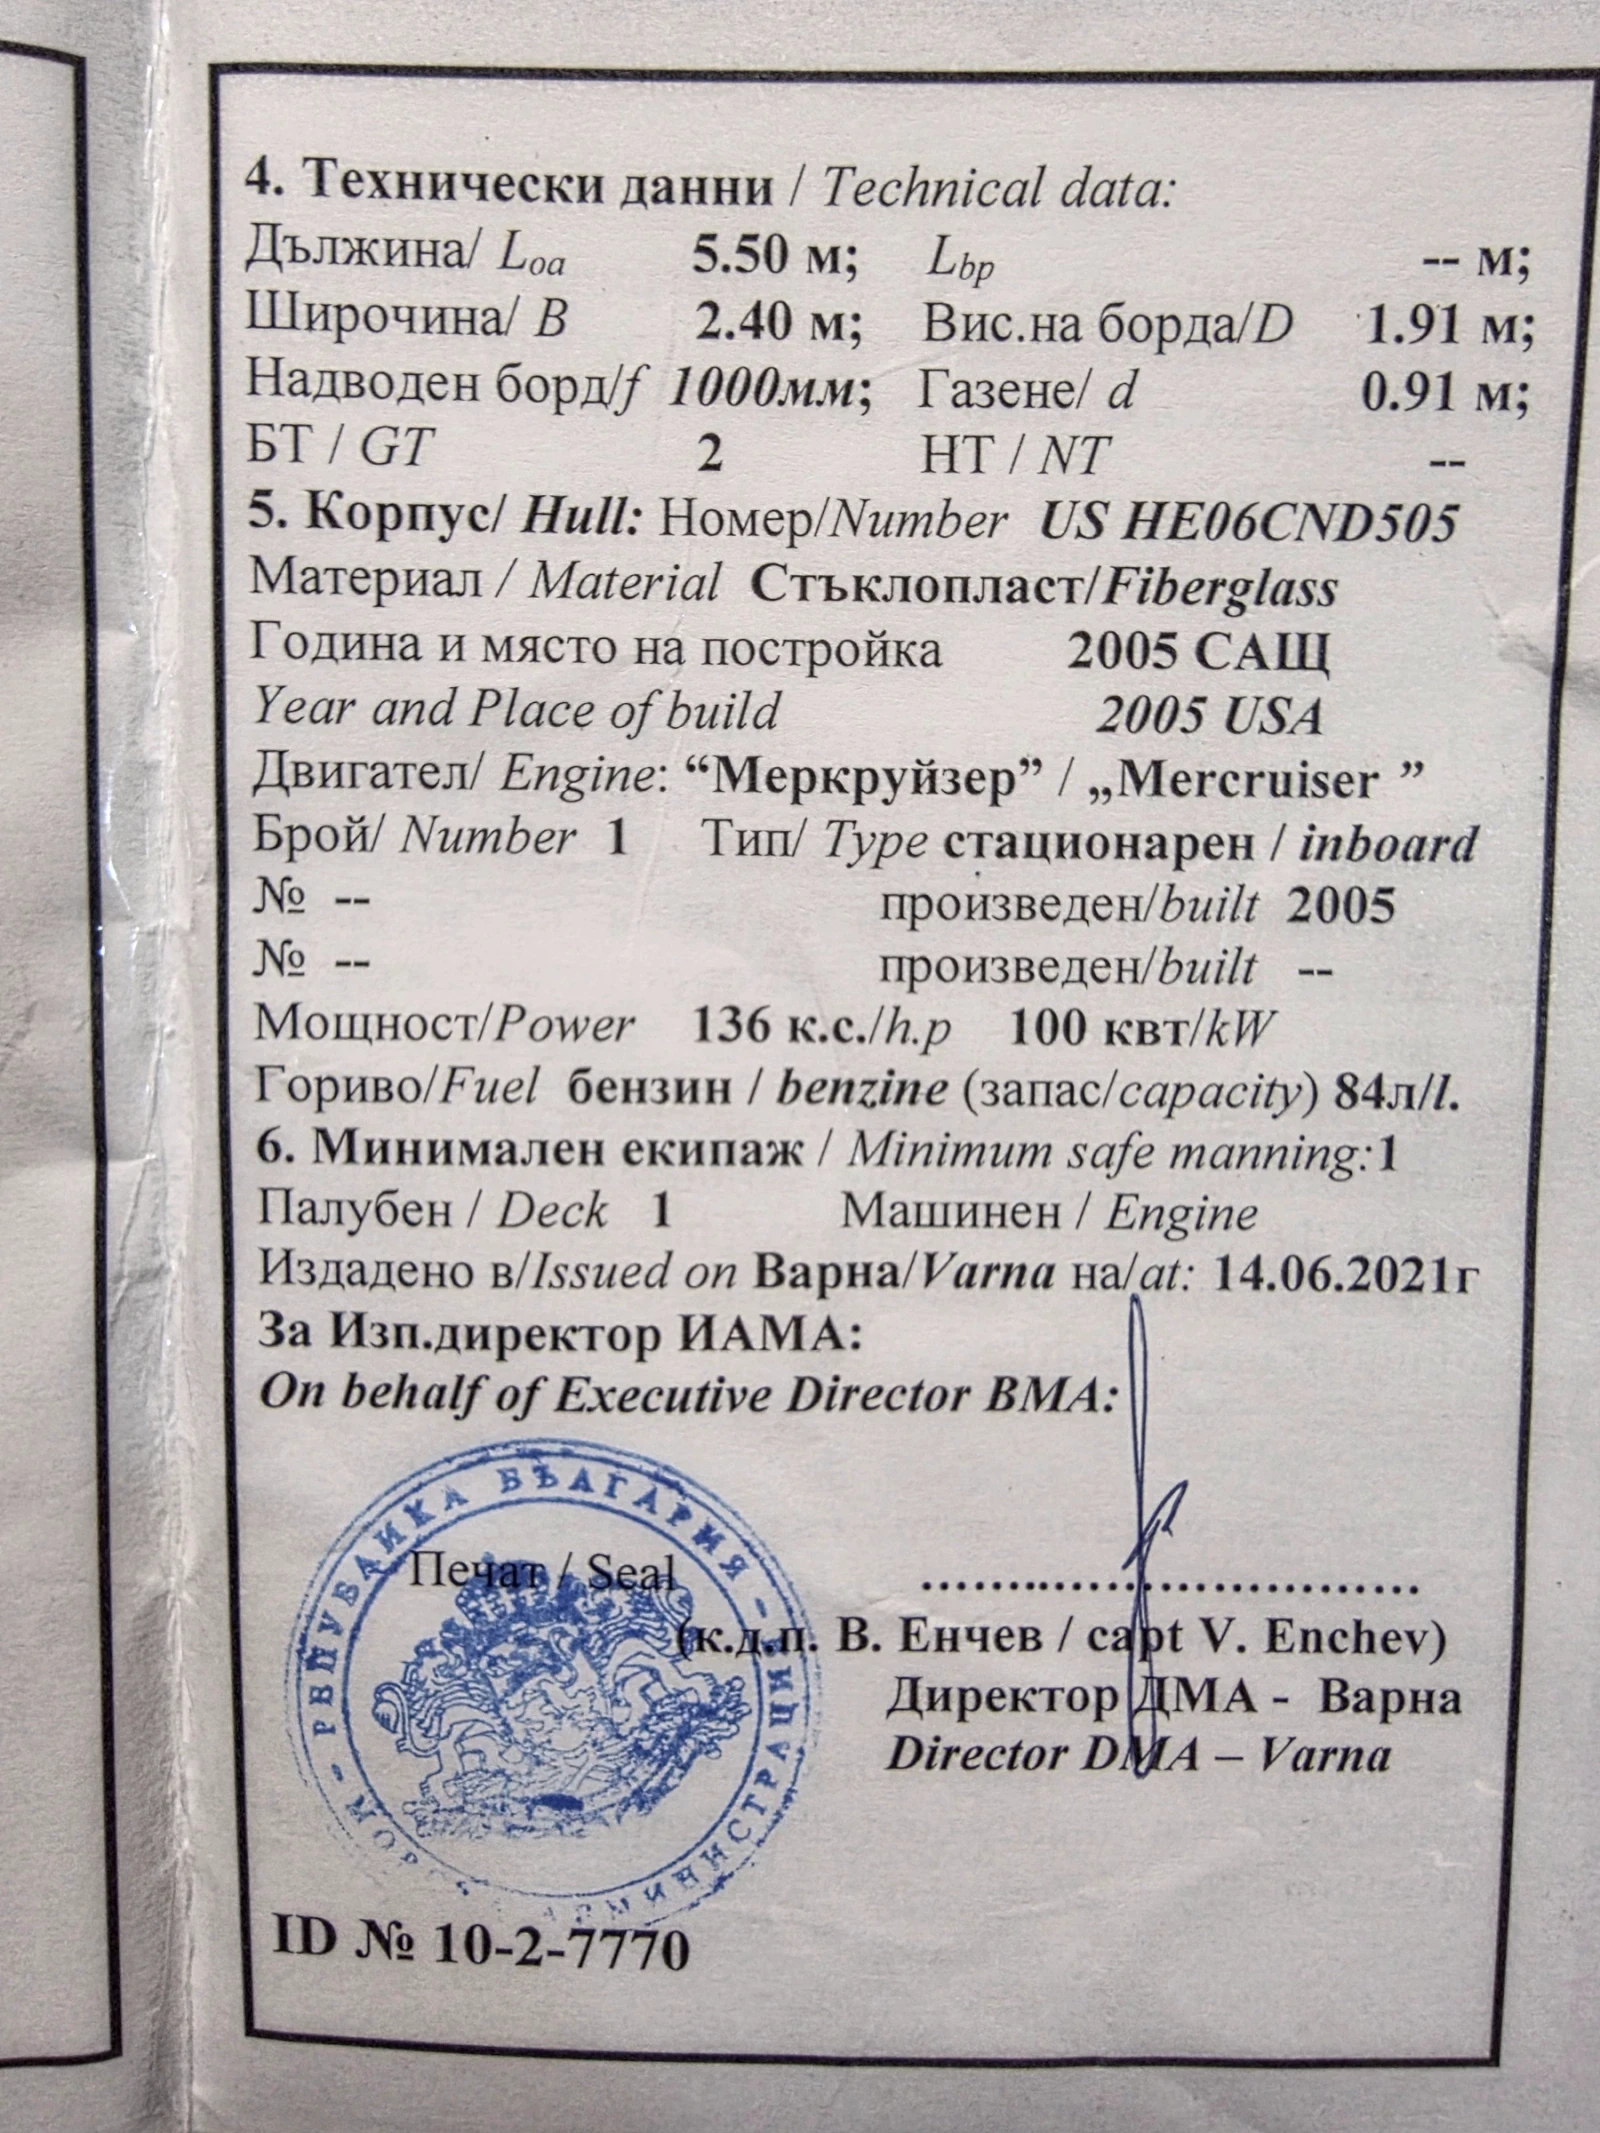 4. Технически данни / Technical data:
Дължина/ Loa 5.50 м; Lbp -- м;
Широчина/ B 2.40 м; Вис.на борда/D 1.91 м;
Надводен борд/f 1000мм; Газене/ d 0.91 м;
БТ / GT 2 НТ / NT --
5. Корпус/ Hull: Номер/Number US HE06CND505
Материал / Material Стъклопласт/Fiberglass
Година и място на постройка 2005 САЩ
Year and Place of build 2005 USA
Двигател/ Engine: “Меркруйзер” / „Mercruiser ”
Брой/ Number 1 Тип/ Type стационарен / inboard
№ -- произведен/built 2005
№ -- произведен/built --
Мощност/Power 136 к.с./h.p 100 квт/kW
Гориво/Fuel бензин / benzine (запас/capacity) 84л/l.
6. Минимален екипаж / Minimum safe manning:1
Палубен / Deck 1 Машинен / Engine
Издадено в/Issued on Варна/Varna на/at: 14.06.2021г
За Изп.директор ИАМА:
On behalf of Executive Director BMA:
РЕПУБЛИКА БЪЛГАРИЯ
АДМИНИСТРАЦИЯ
Печат / Seal
(к.д.п. В. Енчев / capt V. Enchev)
Директор ДМА - Варна
Director DMA – Varna
ID № 10-2-7770